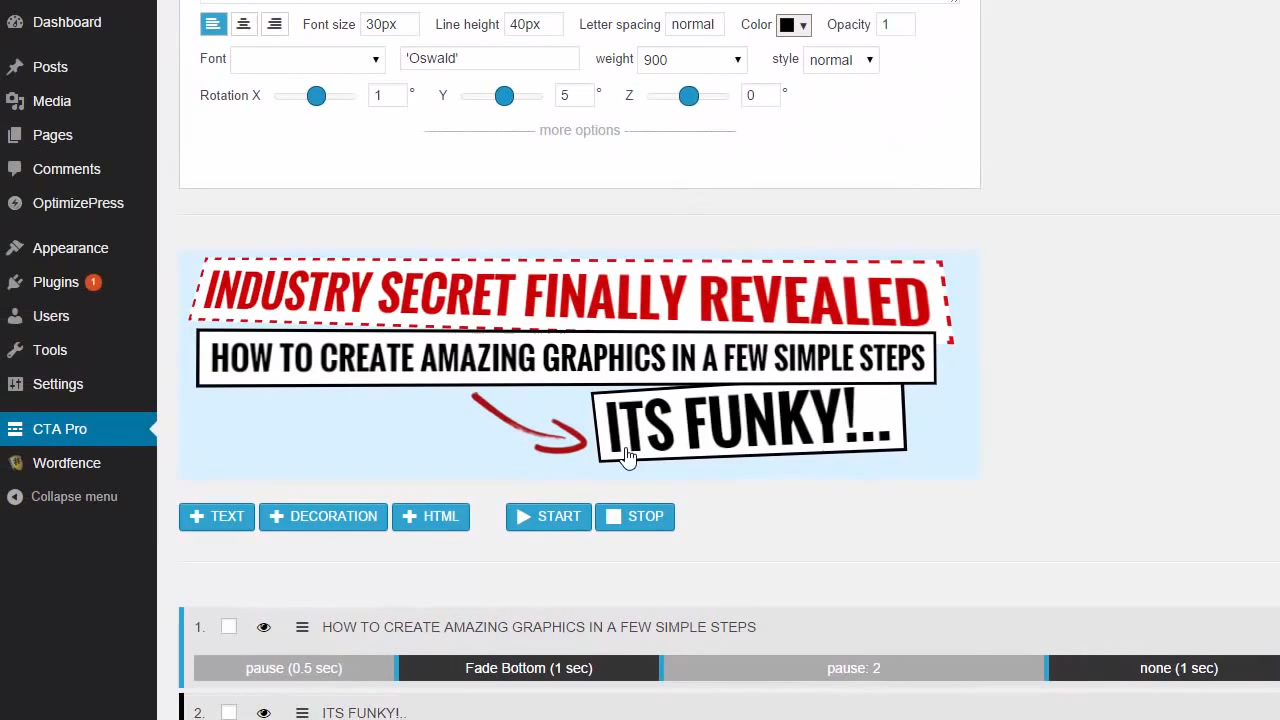 Dashboard
Posts
Media
Pages
Comments
OptimizePress
Appearance
Plugins 1
Users
Tools
Settings
CTA Pro
Wordfence
Collapse menu
Font size 30px Line height 40px Letter spacing normal Color Opacity 1
Font 'Oswald' weight 900 style normal
Rotation X 1 ° Y 5 ° Z 0 °
more options
INDUSTRY SECRET FINALLY REVEALED
HOW TO CREATE AMAZING GRAPHICS IN A FEW SIMPLE STEPS
ITS FUNKY!...
TEXT DECORATION HTML START STOP
1. HOW TO CREATE AMAZING GRAPHICS IN A FEW SIMPLE STEPS
pause (0.5 sec) Fade Bottom (1 sec) pause: 2 none (1 sec)
2. ITS FUNKY!..